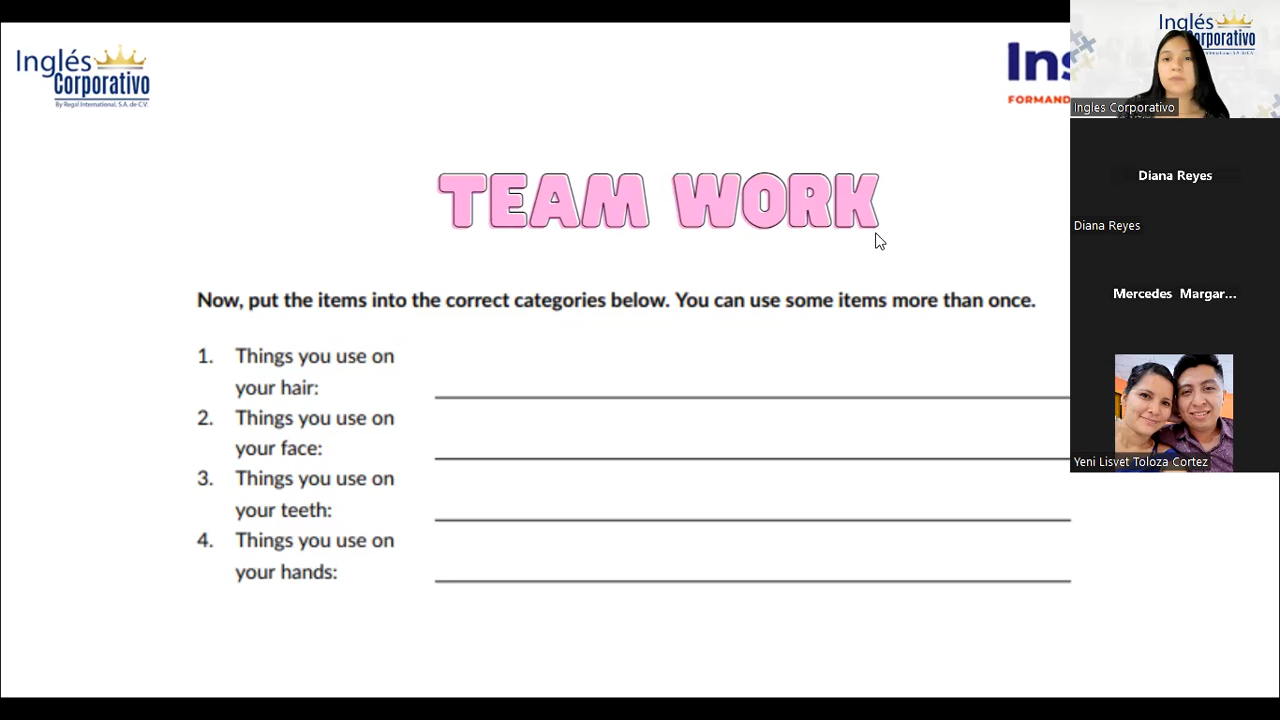 Inglés
Corporativo
By Regal International, S.A. de C.V.
FORMAND
TEAM WORK
Now, put the items into the correct categories below. You can use some items more than once.
1. Things you use on
your hair:
2. Things you use on
your face:
3. Things you use on
your teeth:
4. Things you use on
your hands:
Inglés
Corporativo
Ingles Corporativo
Diana Reyes
Diana Reyes
Mercedes Margar...
Yeni Lisvet Toloza Cortez